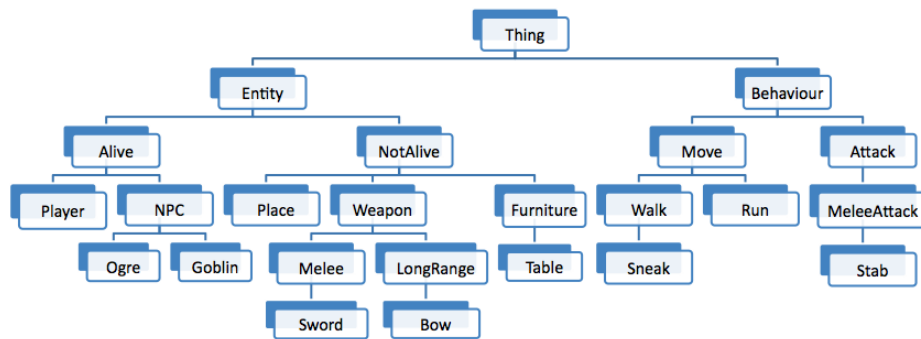 Thing
Entity
Behaviour
Alive
NotAlive
Move
Attack
Player
NPC
Place
Weapon
Furniture
Walk
Run
MeleeAttack
Ogre
Goblin
Melee
LongRange
Table
Sneak
Stab
Sword
Bow